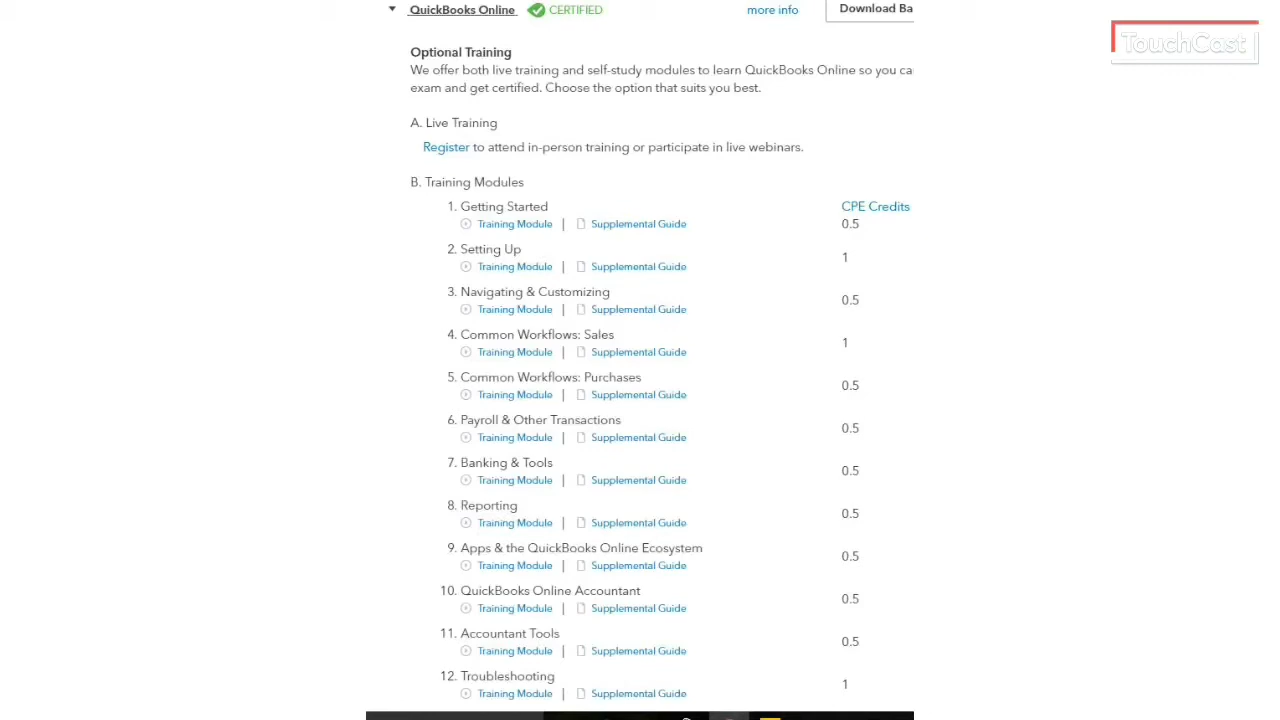 QuickBooks Online CERTIFIED more info Download Ba
TouchCast
Optional Training
We offer both live training and self-study modules to learn QuickBooks Online so you ca
exam and get certified. Choose the option that suits you best.
A. Live Training
Register to attend in-person training or participate in live webinars.
B. Training Modules
1. Getting Started CPE Credits
Training Module | Supplemental Guide 0.5
2. Setting Up
1
Training Module | Supplemental Guide
3. Navigating & Customizing
0.5
Training Module | Supplemental Guide
4. Common Workflows: Sales
1
Training Module | Supplemental Guide
5. Common Workflows: Purchases
0.5
Training Module | Supplemental Guide
6. Payroll & Other Transactions
0.5
Training Module | Supplemental Guide
7. Banking & Tools
0.5
Training Module | Supplemental Guide
8. Reporting
0.5
Training Module | Supplemental Guide
9. Apps & the QuickBooks Online Ecosystem
0.5
Training Module | Supplemental Guide
10. QuickBooks Online Accountant
0.5
Training Module | Supplemental Guide
11. Accountant Tools
0.5
Training Module | Supplemental Guide
12. Troubleshooting
1
Training Module | Supplemental Guide